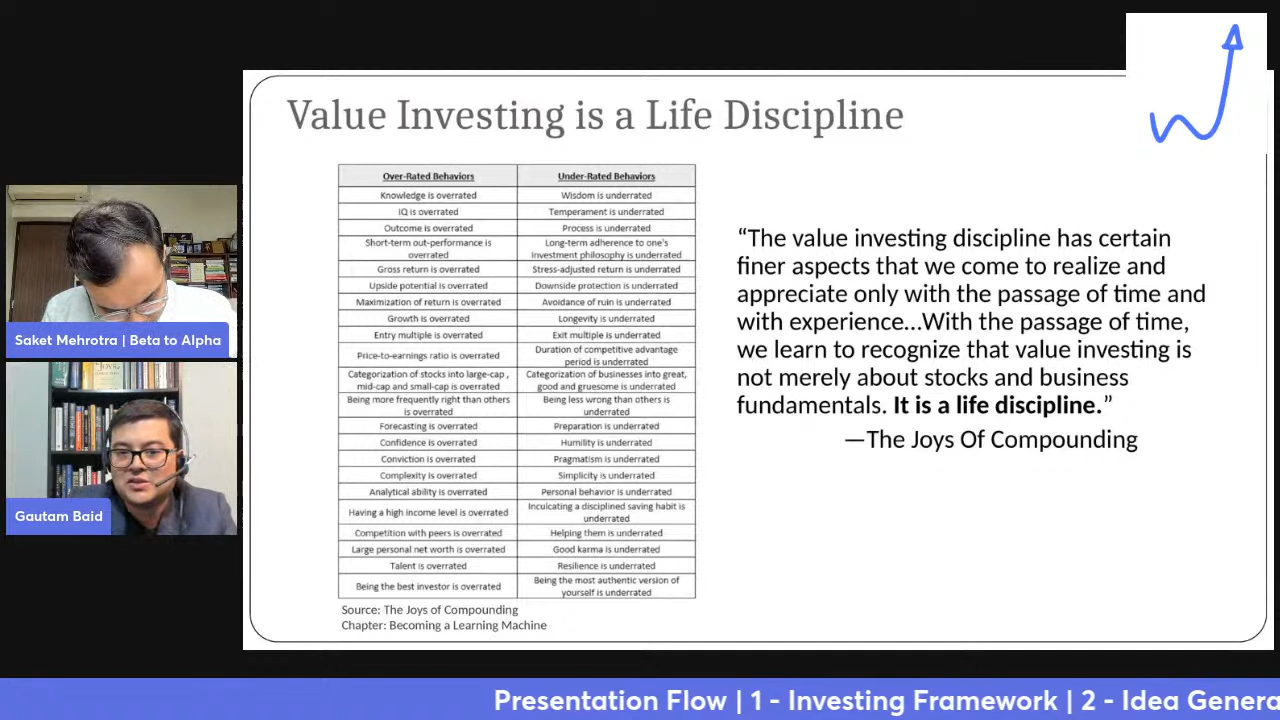 Value Investing is a Life Discipline
Over-Rated Behaviors
Under-Rated Behaviors
Knowledge is overrated
Wisdom is underrated
IQ is overrated
Temperament is underrated
Outcome is overrated
Process is underrated
Short-term out-performance is
overrated
Long-term adherence to one's
investment philosophy is underrated
Gross return is overrated
Stress-adjusted return is underrated
Upside potential is overrated
Downside protection is underrated
Maximization of return is overrated
Avoidance of ruin is underrated
Growth is overrated
Longevity is underrated
Entry multiple is overrated
Exit multiple is underrated
Price-to-earnings ratio is overrated
Duration of competitive advantage
period is underrated
Categorization of stocks into large-cap ,
mid-cap and small-cap is overrated
Categorization of businesses into great,
good and gruesome is underrated
Being more frequently right than others
is overrated
Being less wrong than others is
underrated
Forecasting is overrated
Preparation is underrated
Confidence is overrated
Humility is underrated
Conviction is overrated
Pragmatism is underrated
Complexity is overrated
Simplicity is underrated
Analytical ability is overrated
Personal behavior is underrated
Having a high income level is overrated
Inculcating a disciplined saving habit is
underrated
Competition with peers is overrated
Helping them is underrated
Large personal net worth is overrated
Good karma is underrated
Talent is overrated
Resilience is underrated
Being the best investor is overrated
Being the most authentic version of
yourself is underrated
Source: The Joys of Compounding
Chapter: Becoming a Learning Machine
“The value investing discipline has certain
finer aspects that we come to realize and
appreciate only with the passage of time and
with experience...With the passage of time,
we learn to recognize that value investing is
not merely about stocks and business
fundamentals. It is a life discipline.”
—The Joys Of Compounding
Saket Mehrotra | Beta to Alpha
Gautam Baid
Presentation Flow | 1 - Investing Framework | 2 - Idea Genera